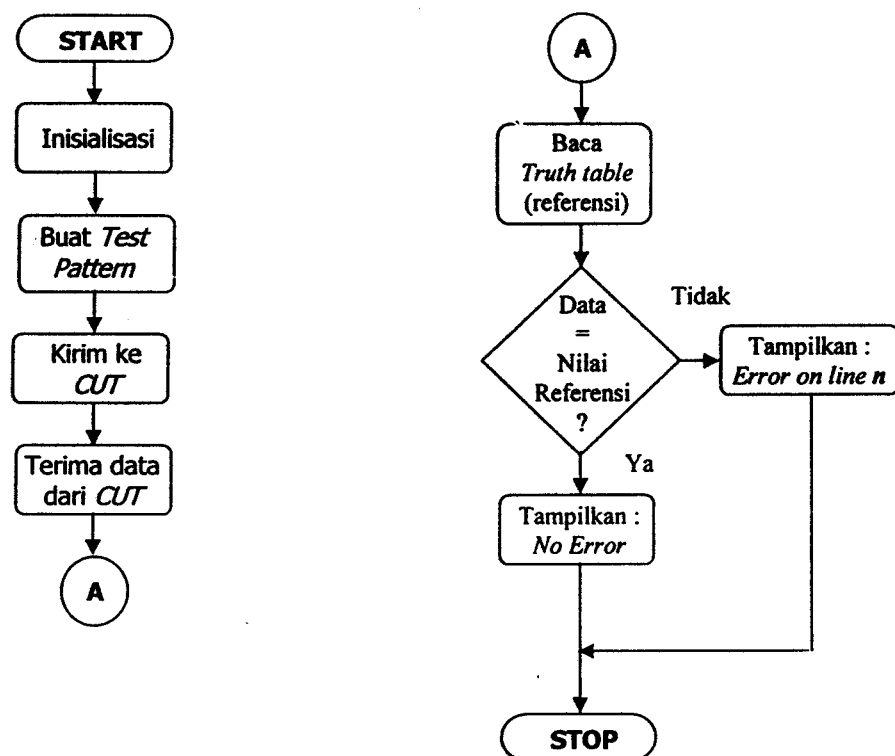 START
Inisialisasi
Buat Test
Pattern
Kirim ke
CUT
Terima data
dari CUT
A
A
Baca
Truth table
(referensi)
Data
=
Nilai
Referensi
?
Tidak
Tampilkan :
Error on line n
Ya
Tampilkan :
No Error
STOP